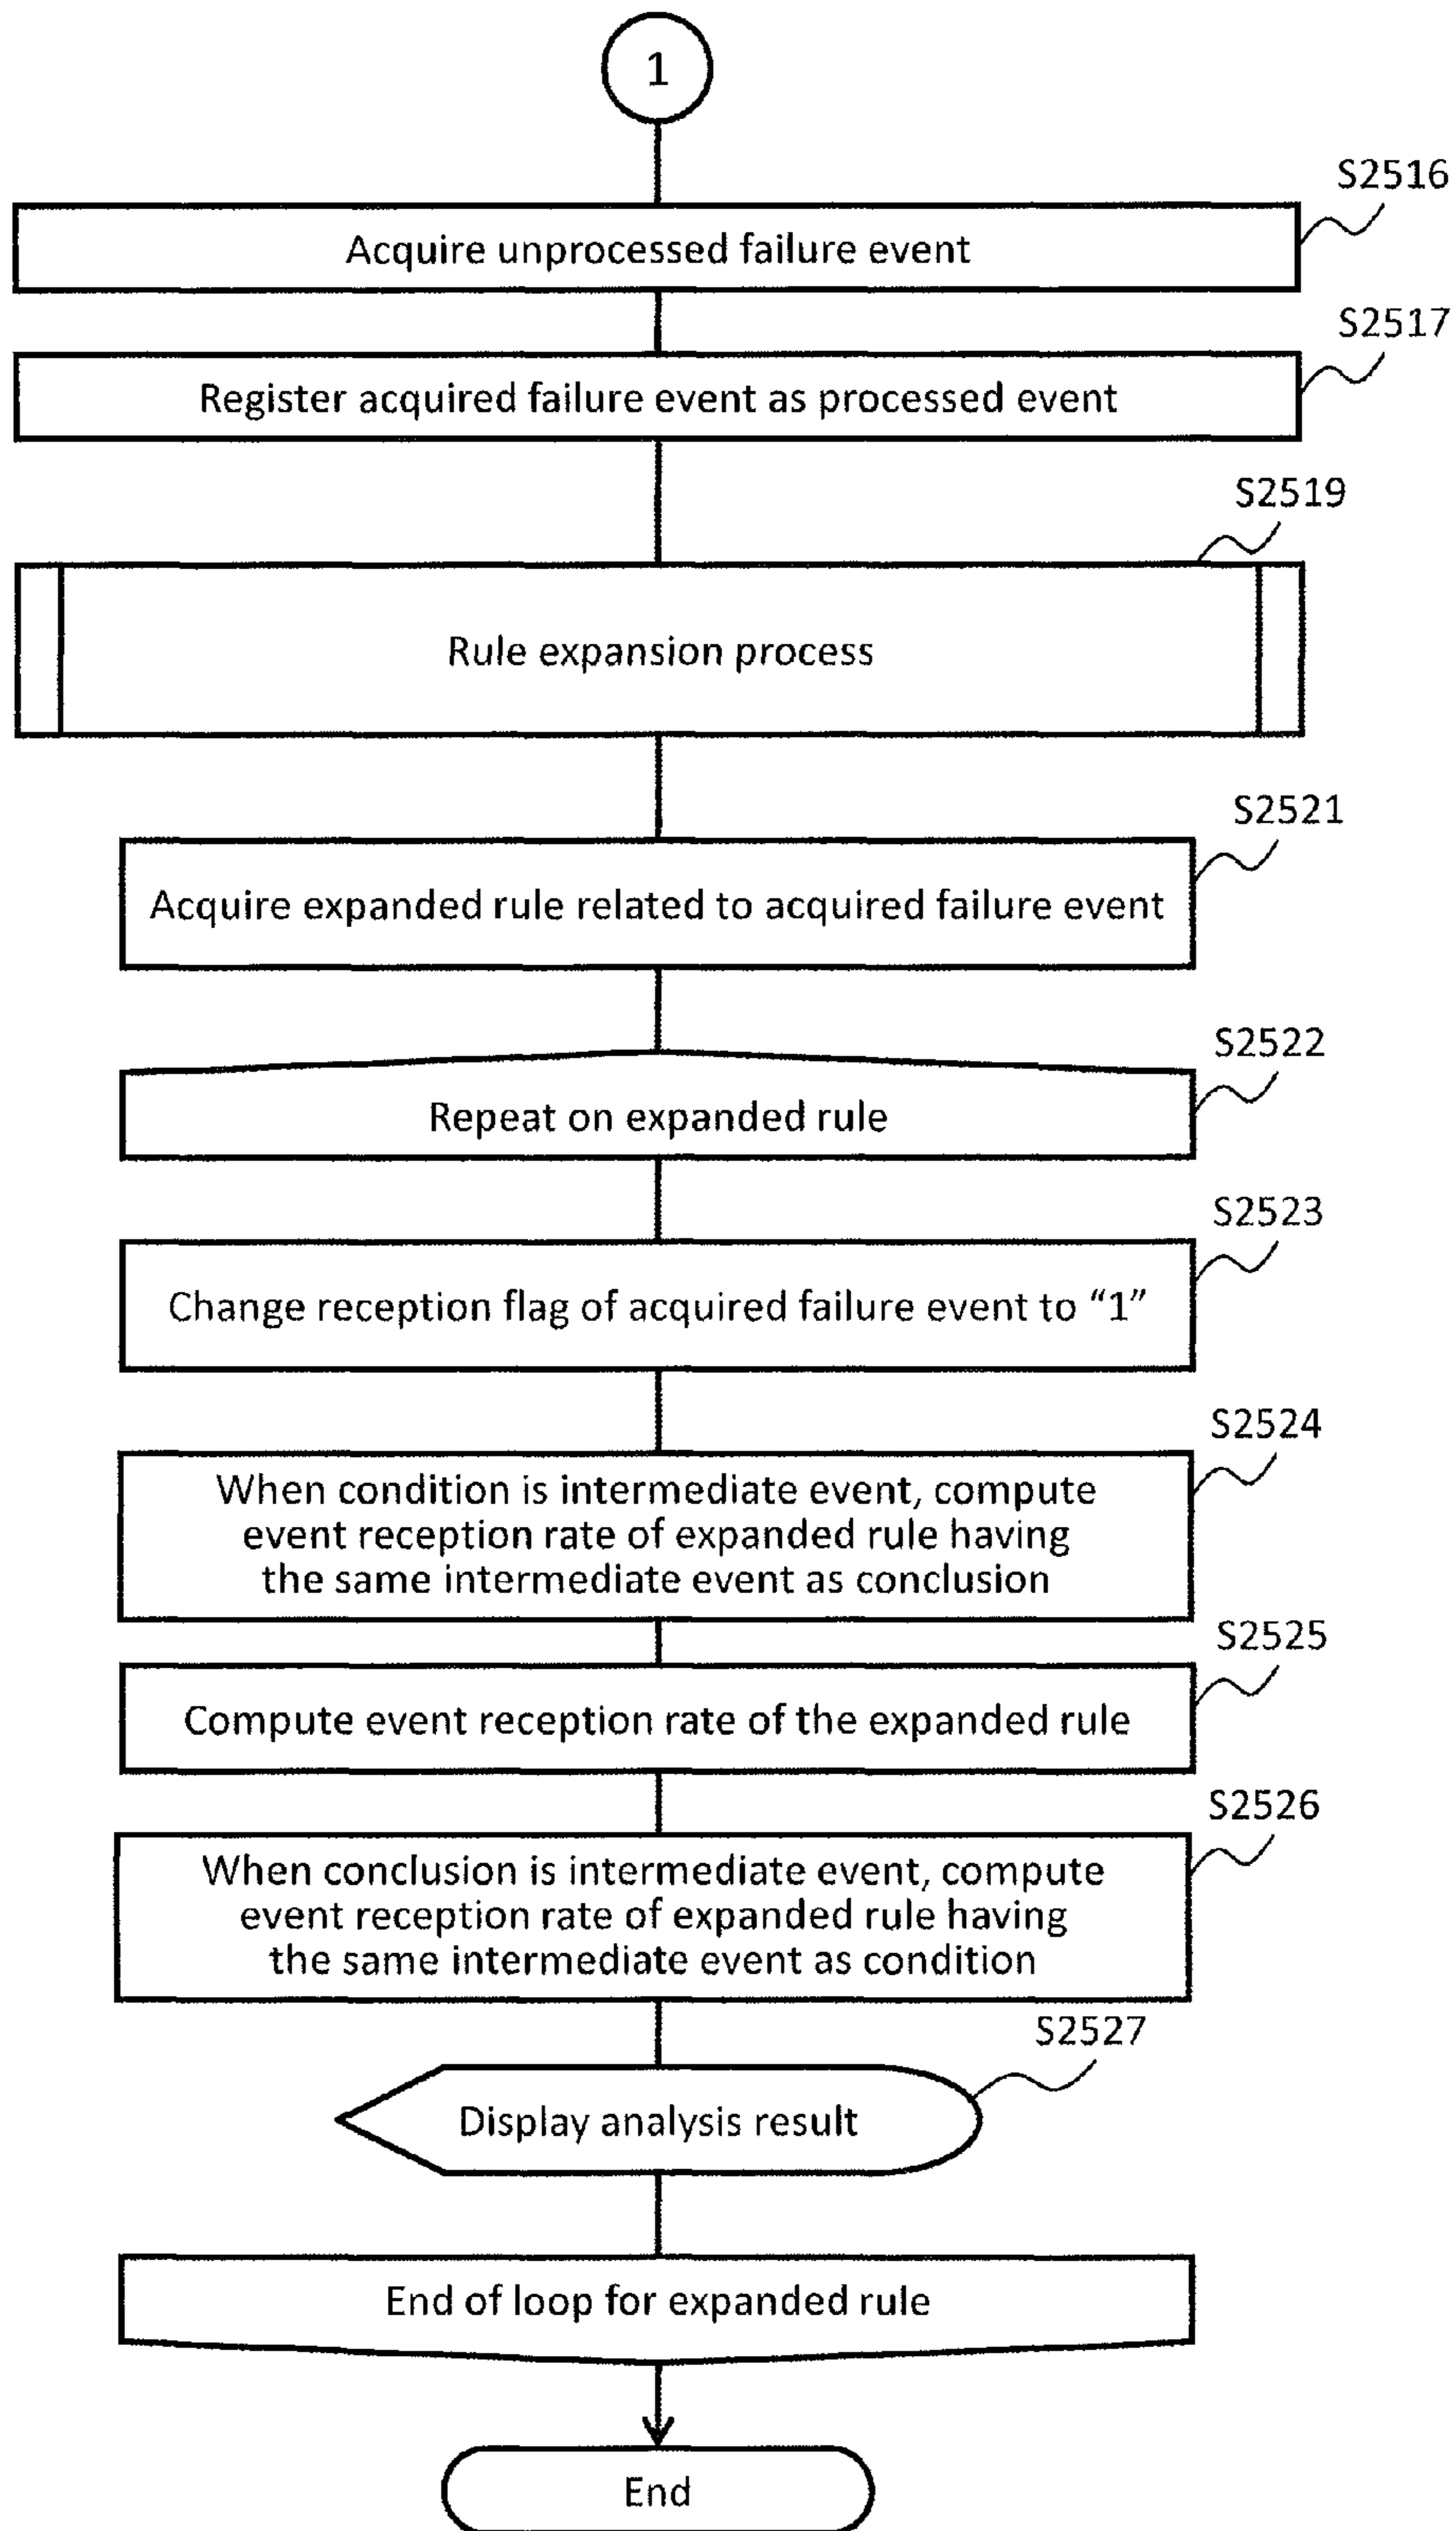 1
S2516
Acquire unprocessed failure event
S2517
Register acquired failure event as processed event
S2519
Rule expansion process
S2521
Acquire expanded rule related to acquired failure event
S2522
Repeat on expanded rule
S2523
Change reception flag of acquired failure event to “1”
S2524
When condition is intermediate event, compute
event reception rate of expanded rule having
the same intermediate event as conclusion
S2525
Compute event reception rate of the expanded rule
S2526
When conclusion is intermediate event, compute
event reception rate of expanded rule having
the same intermediate event as condition
S2527
Display analysis result
End of loop for expanded rule
End